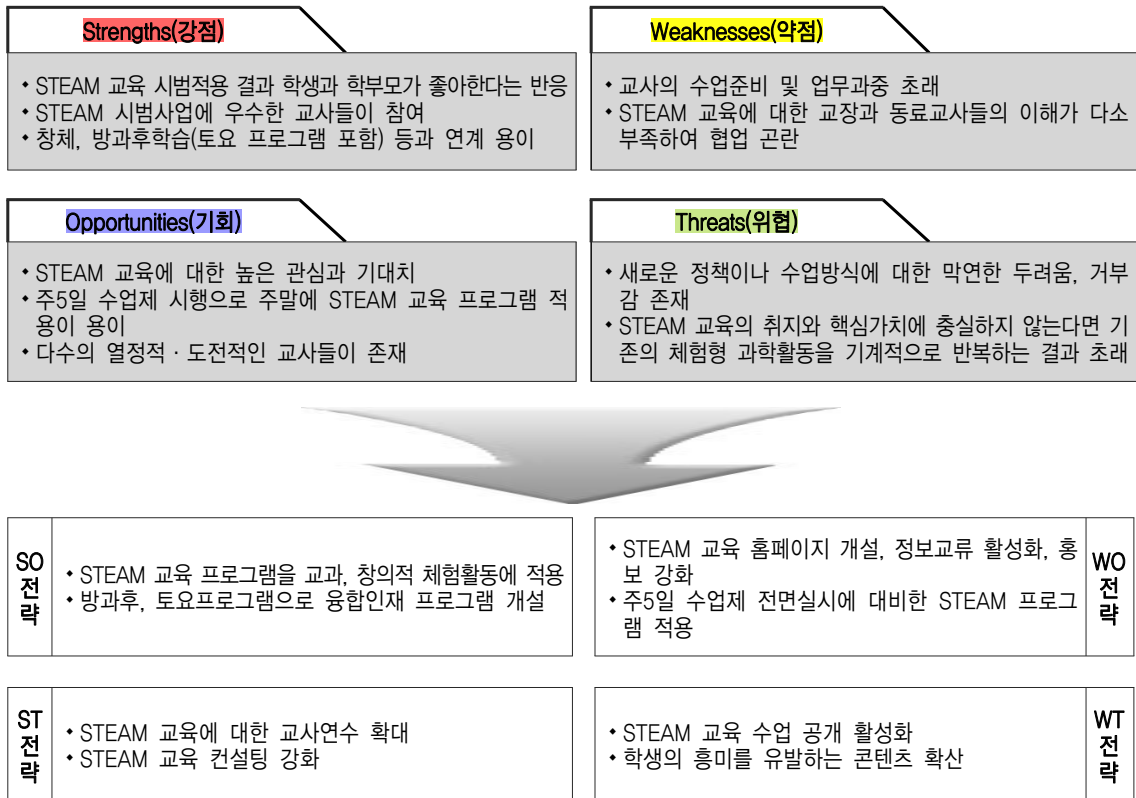 Strengths(강점)
• STEAM 교육 시범적용 결과 학생과 학부모가 좋아한다는 반응
• STEAM 시범사업에 우수한 교사들이 참여
• 창체, 방과후학습(토요 프로그램 포함) 등과 연계 용이
Weaknesses(약점)
• 교사의 수업준비 및 업무과중 초래
• STEAM 교육에 대한 교장과 동료교사들의 이해가 다소
부족하여 협업 곤란
Opportunities(기회)
• STEAM 교육에 대한 높은 관심과 기대치
• 주5일 수업제 시행으로 주말에 STEAM 교육 프로그램 적
용이 용이
• 다수의 열정적 · 도전적인 교사들이 존재
Threats(위협)
• 새로운 정책이나 수업방식에 대한 막연한 두려움, 거부
감 존재
• STEAM 교육의 취지와 핵심가치에 충실하지 않는다면 기
존의 체험형 과학활동을 기계적으로 반복하는 결과 초래
SO
전
략
• STEAM 교육 프로그램을 교과, 창의적 체험활동에 적용
• 방과후, 토요프로그램으로 융합인재 프로그램 개설
• STEAM 교육 홈페이지 개설, 정보교류 활성화, 홍
보 강화
• 주5일 수업제 전면실시에 대비한 STEAM 프로그
램 적용
WO
전
략
ST
전
략
• STEAM 교육에 대한 교사연수 확대
• STEAM 교육 컨설팅 강화
• STEAM 교육 수업 공개 활성화
• 학생의 흥미를 유발하는 콘텐츠 확산
WT
전
략